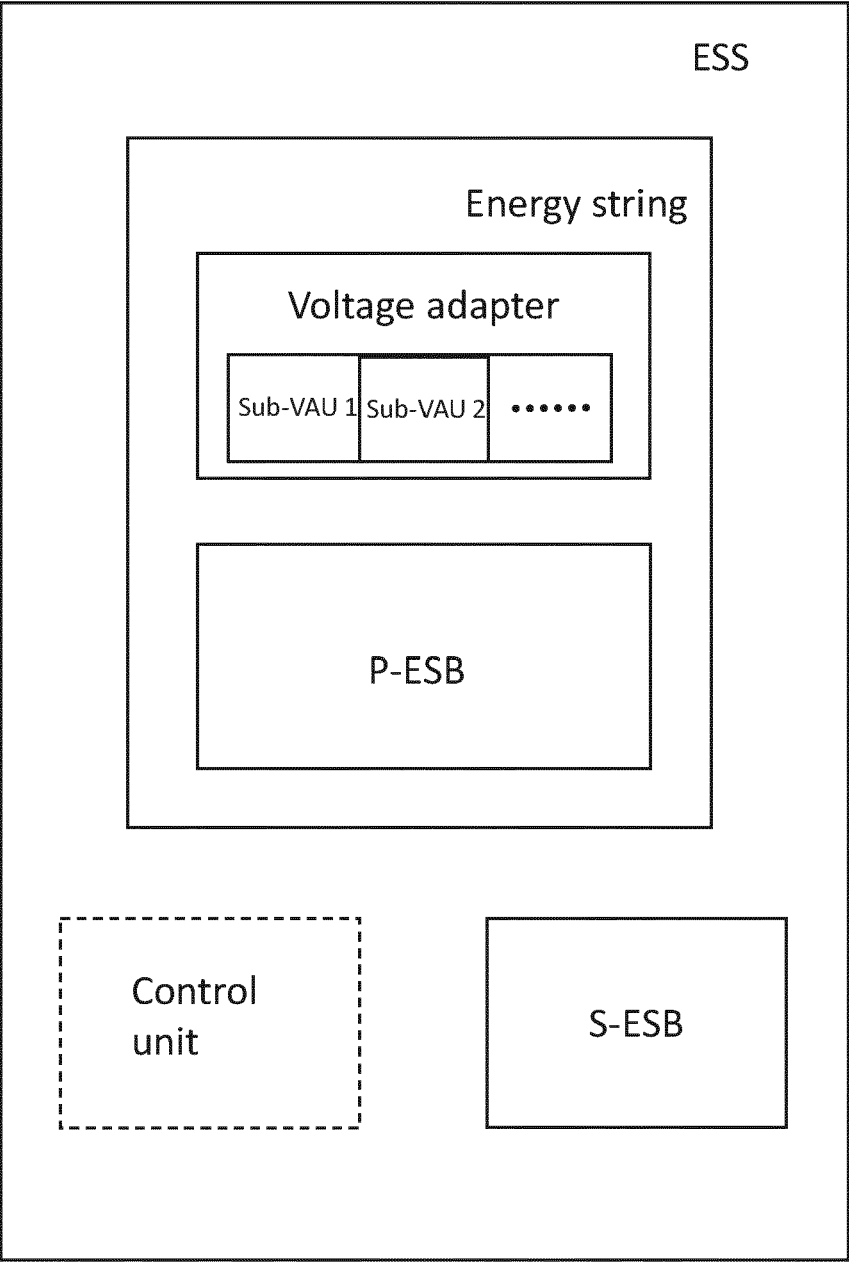 ESS
Energy string
Voltage adapter
Sub-VAU 1 Sub-VAU 2 ······
P-ESB
Control
unit
S-ESB